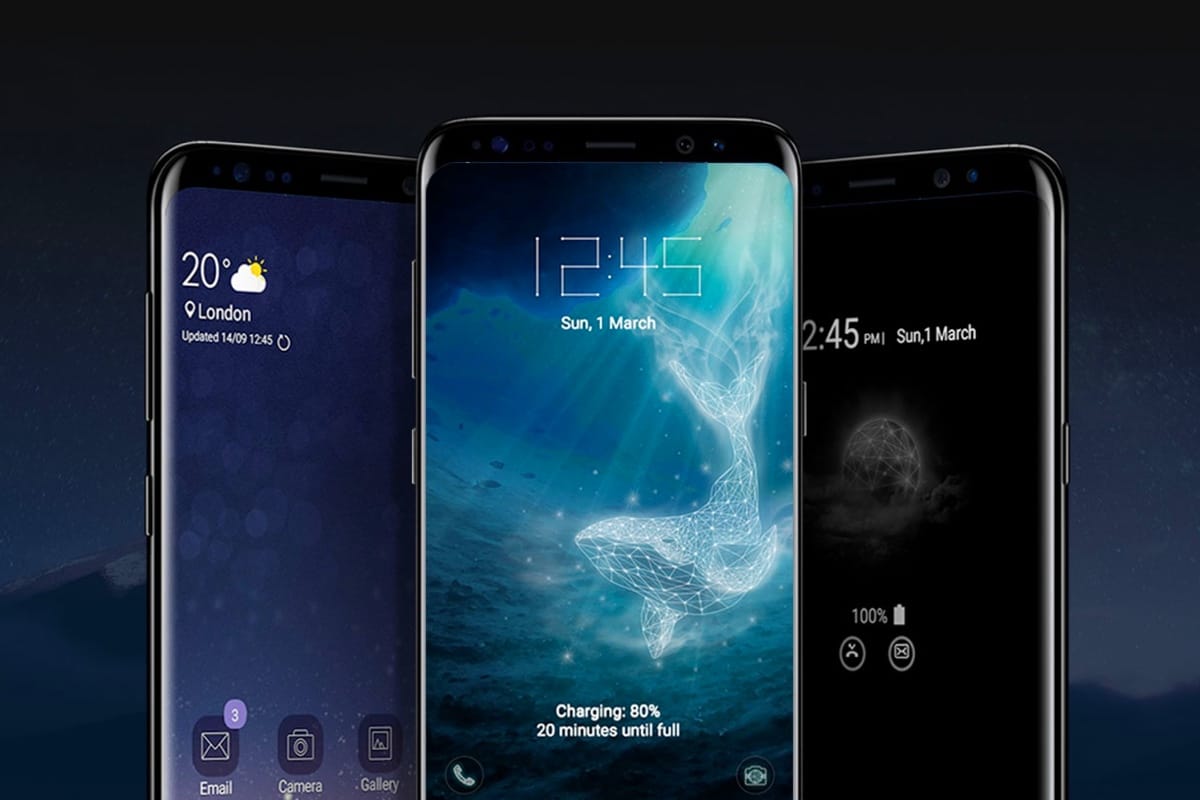 20°
London
Updated 14/09 12:45
3
Email
Camera
Gallery
12:45
Sun, 1 March
Charging: 80%
20 minutes until full
2:45 PM| Sun,1 March
100%